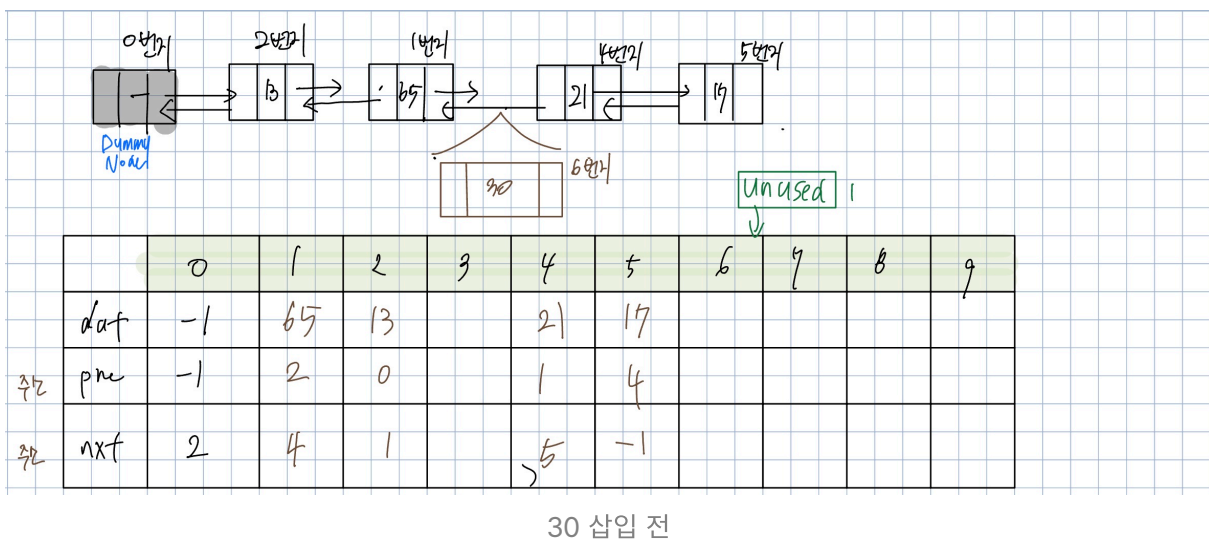 0번지 2번지 1번지 4번지 5번지
-1 13 65 21 17
Dummy
Node
30 6번지
unused
0 1 2 3 4 5 6 7 8 9
dat -1 65 13 21 17
주소 pre -1 2 0 1 4
주소 nxt 2 4 1 5 -1
30 삽입 전